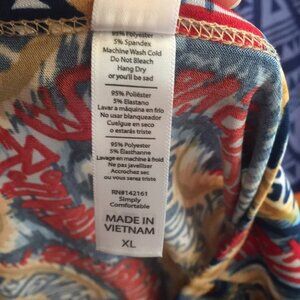 95% Polyester
5% Spandex
Machine Wash Cold
Do Not Bleach
Hang Dry
or you'll be sad
95% Poliéster
5% Elastano
Lavar a máquina en frío
No usar blanqueador
Cuelgue en seco
o estarás triste
95% Polyester
5% Élasthanne
Lavage en machine à froid
Ne pas javelliser
Accrochez sec
ou vous serez triste
RN#142161
Simply
Comfortable
MADE IN
VIETNAM
XL